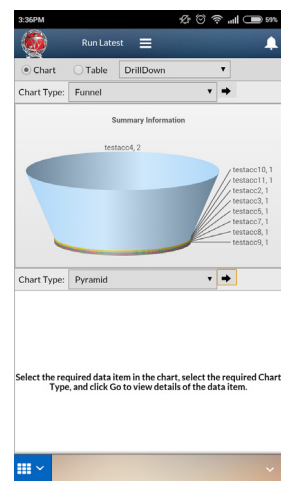 3:36PM 59%
Run Latest
Chart Table DrillDown
Chart Type: Funnel
Summary Information
testacc4, 2
testacc10, 1
testacc11, 1
testacc2, 1
testacc3, 1
testacc5, 1
testacc7, 1
testacc8, 1
testacc9, 1
Chart Type: Pyramid
Select the required data item in the chart, select the required Chart
Type, and click Go to view details of the data item.